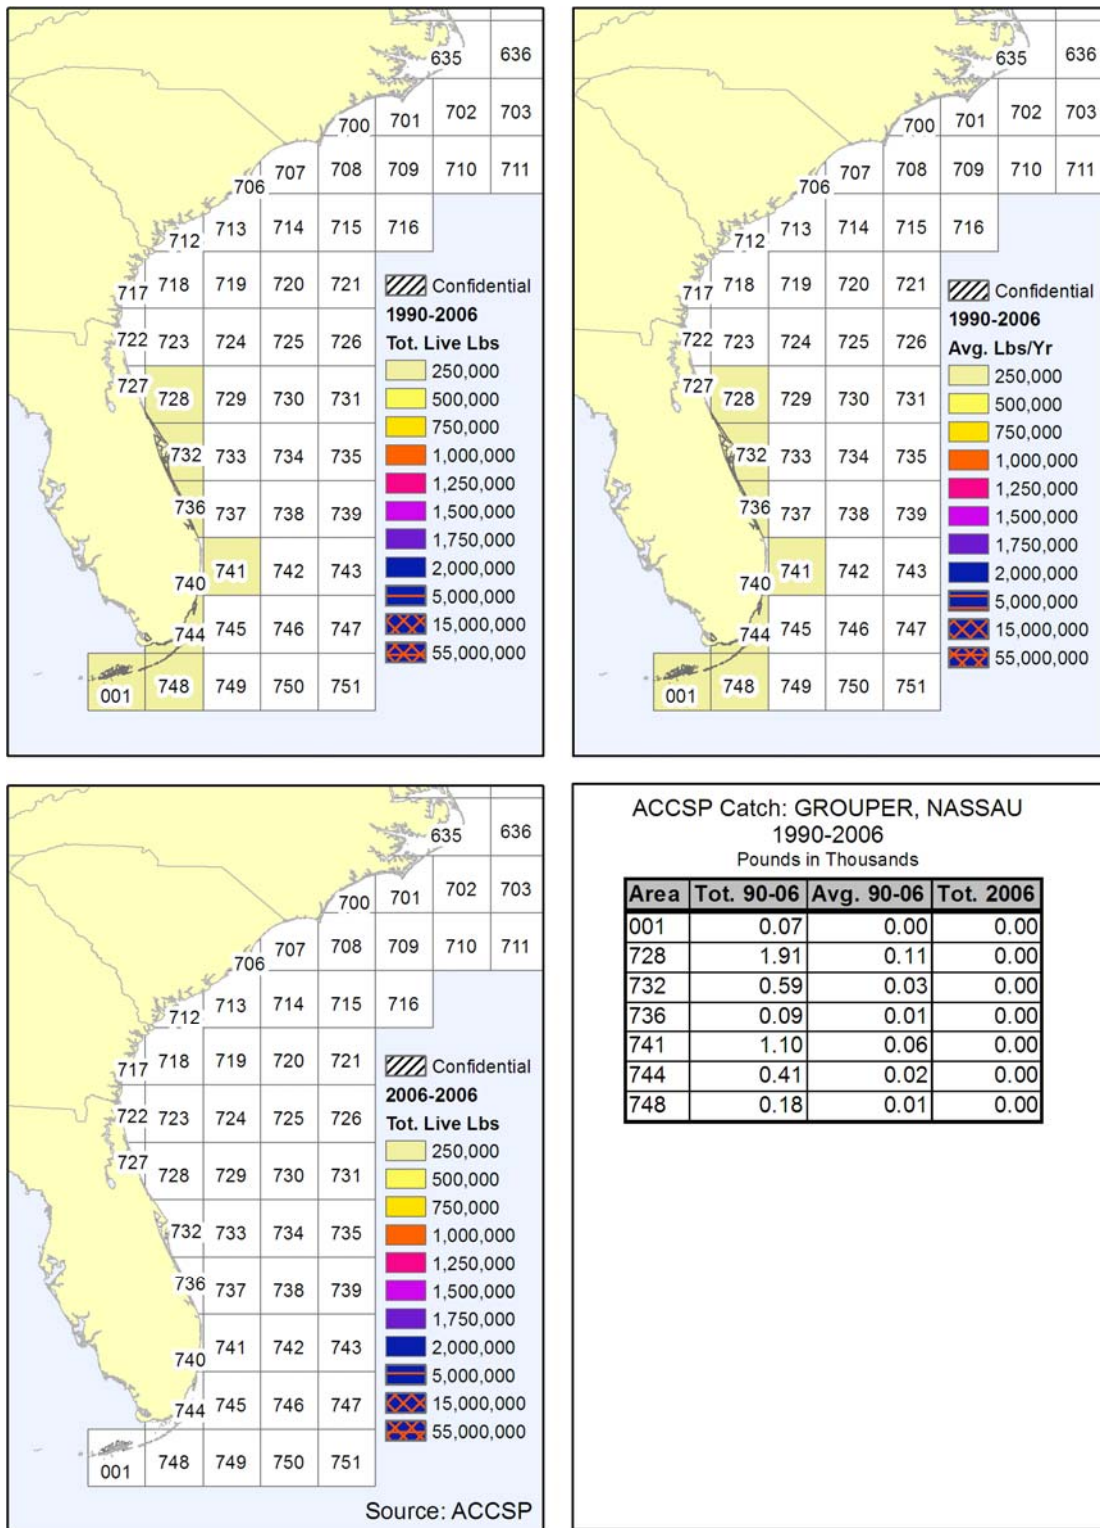 635 636
700 701 702 703
706 707 708 709 710 711
712 713 714 715 716
717 718 719 720 721
722 723 724 725 726
727 728 729 730 731
732 733 734 735
736 737 738 739
740 741 742 743
744 745 746 747
001 748 749 750 751
Confidential
1990-2006
Tot. Live Lbs
250,000
500,000
750,000
1,000,000
1,250,000
1,500,000
1,750,000
2,000,000
5,000,000
15,000,000
55,000,000
635 636
700 701 702 703
706 707 708 709 710 711
712 713 714 715 716
717 718 719 720 721
722 723 724 725 726
727 728 729 730 731
732 733 734 735
736 737 738 739
740 741 742 743
744 745 746 747
001 748 749 750 751
Confidential
1990-2006
Avg. Lbs/Yr
250,000
500,000
750,000
1,000,000
1,250,000
1,500,000
1,750,000
2,000,000
5,000,000
15,000,000
55,000,000
635 636
700 701 702 703
706 707 708 709 710 711
712 713 714 715 716
717 718 719 720 721
722 723 724 725 726
727 728 729 730 731
732 733 734 735
736 737 738 739
740 741 742 743
744 745 746 747
001 748 749 750 751
Confidential
2006-2006
Tot. Live Lbs
250,000
500,000
750,000
1,000,000
1,250,000
1,500,000
1,750,000
2,000,000
5,000,000
15,000,000
55,000,000
Source: ACCSP
ACCSP Catch: GROUPER, NASSAU
1990-2006
Pounds in Thousands
Area Tot. 90-06 Avg. 90-06 Tot. 2006
001 0.07 0.00 0.00
728 1.91 0.11 0.00
732 0.59 0.03 0.00
736 0.09 0.01 0.00
741 1.10 0.06 0.00
744 0.41 0.02 0.00
748 0.18 0.01 0.00